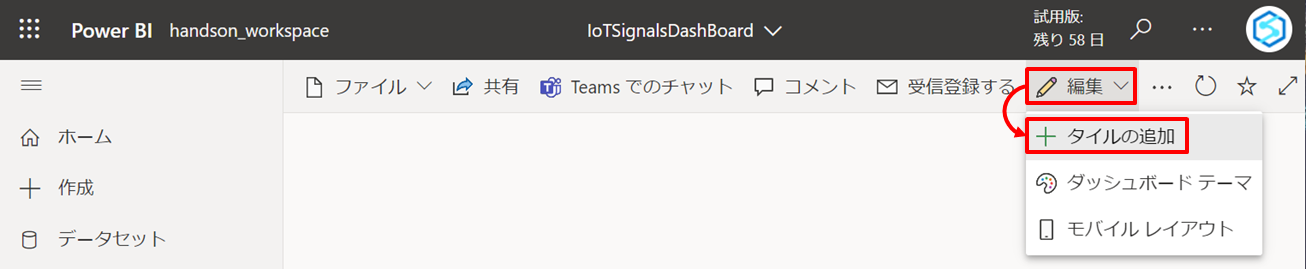 Power BI handson_workspace IoTSignalsDashBoard 試用版:
残り 58 日
ファイル 共有 Teams でのチャット コメント 受信登録する 編集
ホーム
タイルの追加
作成
ダッシュボード テーマ
データセット
モバイル レイアウト